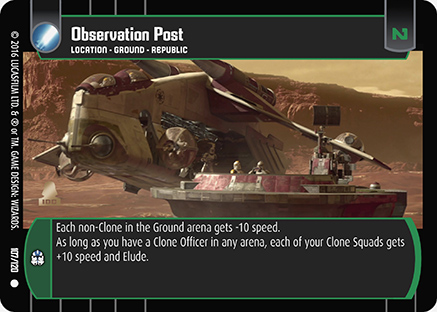 Observation Post
LOCATION - GROUND - REPUBLIC
N
© 2016 LUCASFILM LTD. & ® or TM. GAME DESIGN: WIZARDS.
IDC
Each non-Clone in the Ground arena gets -10 speed.
As long as you have a Clone Officer in any arena, each of your Clone Squads gets
+10 speed and Elude.
107/120